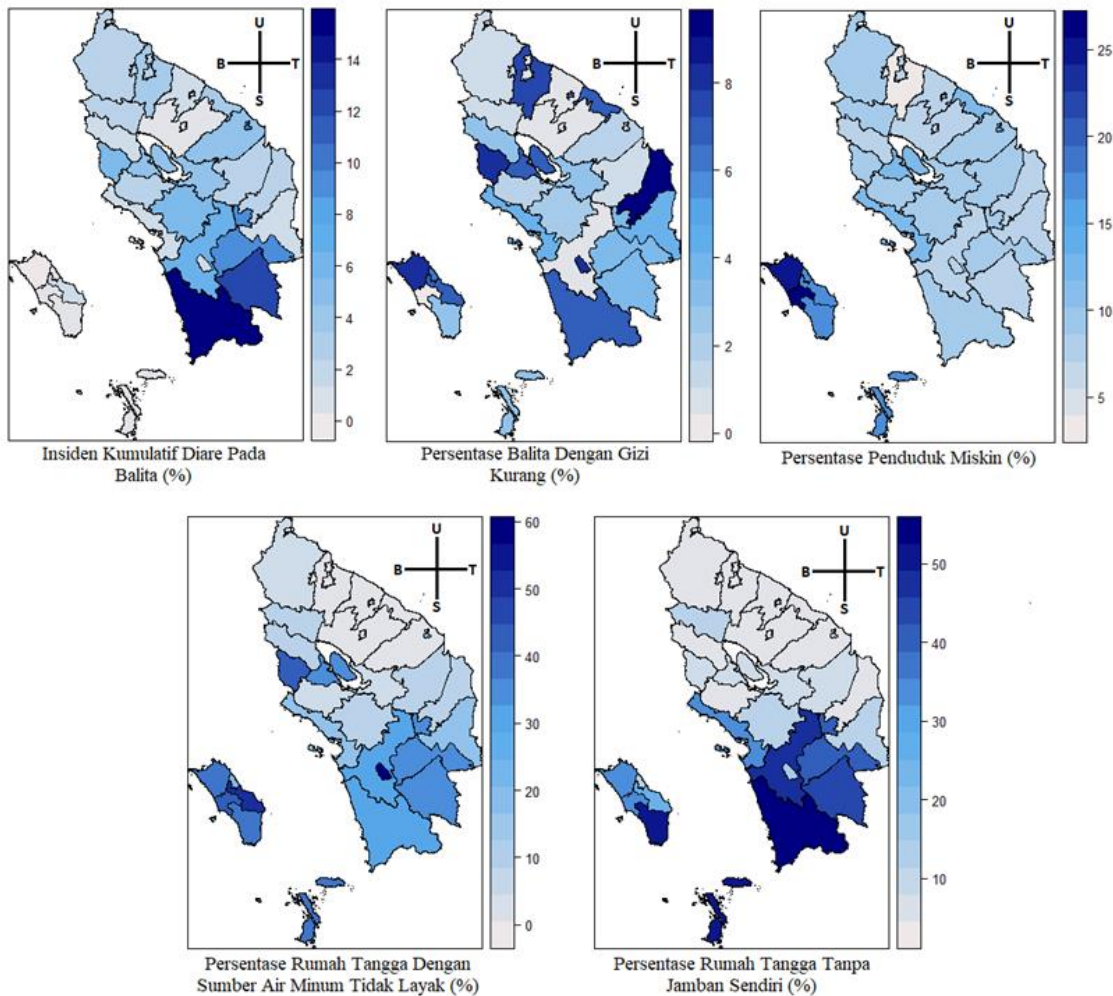 U
B T
S
14
12
10
8
6
4
2
0
Insiden Kumulatif Diare Pada
Balita (%)
U
B T
S
8
6
4
2
0
Persentase Balita Dengan Gizi
Kurang (%)
U
B T
S
25
20
15
10
5
Persentase Penduduk Miskin (%)
U
B T
S
60
50
40
30
20
10
0
Persentase Rumah Tangga Dengan
Sumber Air Minum Tidak Layak (%)
U
B T
S
50
40
30
20
10
Persentase Rumah Tangga Tanpa
Jamban Sendiri (%)